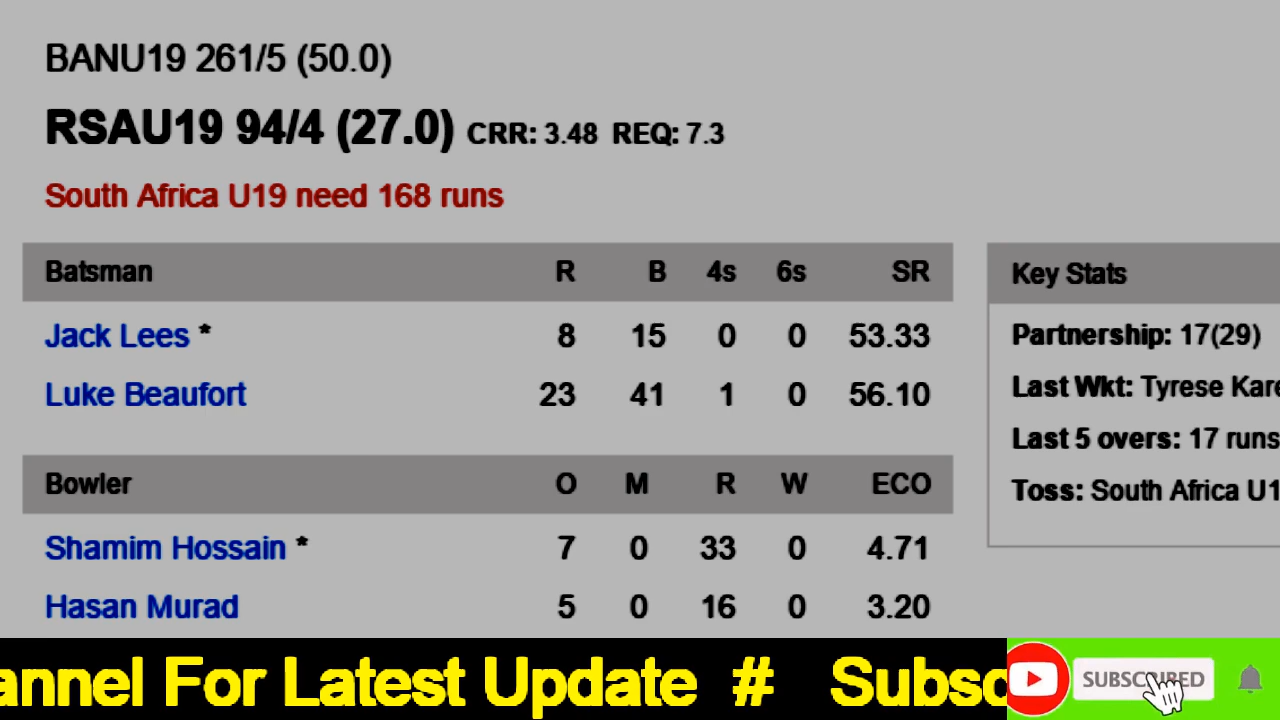 BANU19 261/5 (50.0)
RSAU19 94/4 (27.0) CRR: 3.48 REQ: 7.3
South Africa U19 need 168 runs
Batsman R B 4s 6s SR
Jack Lees * 8 15 0 0 53.33
Luke Beaufort 23 41 1 0 56.10
Bowler O M R W ECO
Shamim Hossain * 7 0 33 0 4.71
Hasan Murad 5 0 16 0 3.20
Key Stats
Partnership: 17(29)
Last Wkt: Tyrese Kare
Last 5 overs: 17 runs
Toss: South Africa U1
annel For Latest Update # Subsc
SUBSCRIBED